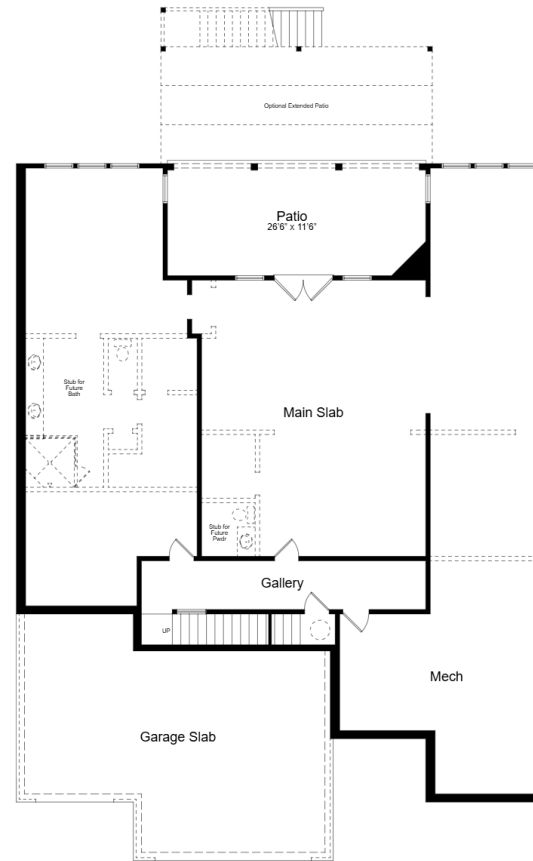 Optional Extended Patio
Patio
26'6" x 11'6"
Stub for
Future
Bath
Main Slab
Stub for
Future
Pwdr
Gallery
UP
Mech
Garage Slab